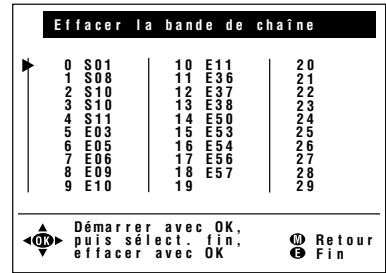 Effacer la bande de chaîne
0 S01 10 E11 20
1 S08 11 E36 21
2 S10 12 E37 22
3 S10 13 E38 23
4 S11 14 E50 24
5 E03 15 E53 25
6 E05 16 E54 26
7 E06 17 E56 27
8 E09 18 E57 28
9 E10 19 29
Démarrer avec OK,
OK puis sélect. fin, M Retour
effacer avec OK E Fin